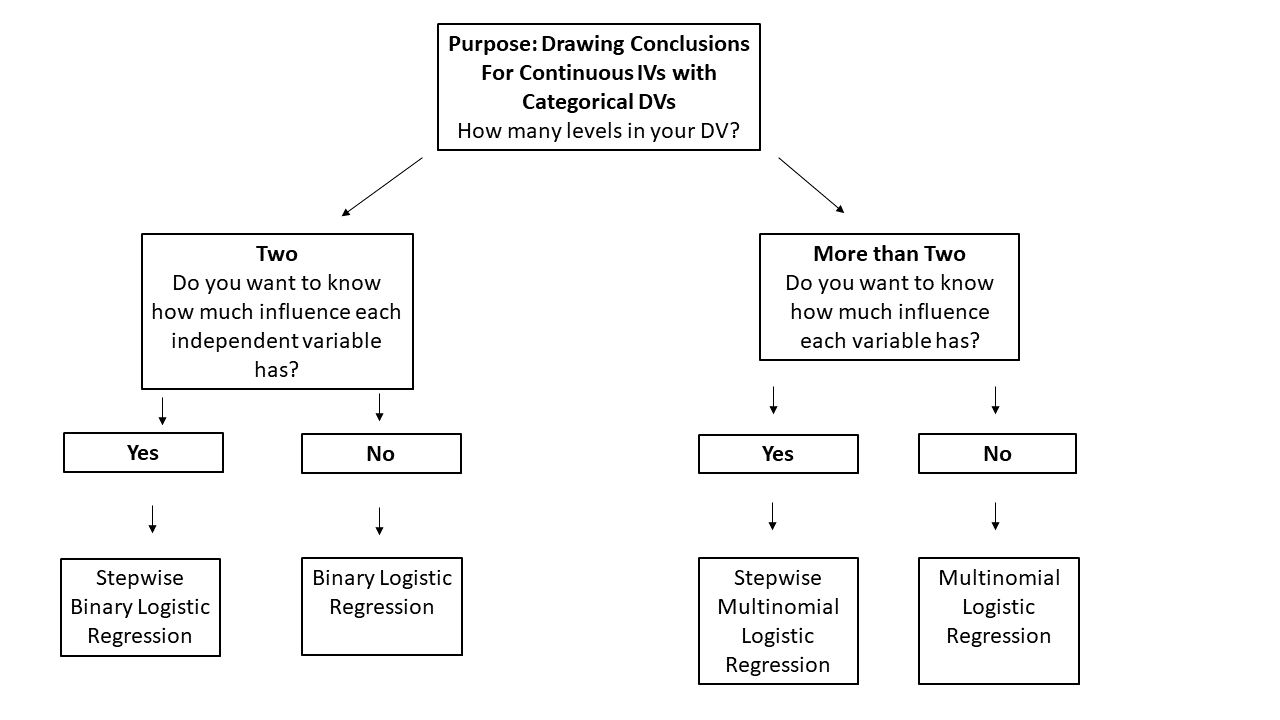 Purpose: Drawing Conclusions
For Continuous IVs with
Categorical DVs
How many levels in your DV?
Two
Do you want to know
how much influence each
independent variable
has?
More than Two
Do you want to know
how much influence
each variable has?
Yes
No
Yes
No
Stepwise
Binary Logistic
Regression
Binary Logistic
Regression
Stepwise
Multinomial
Logistic
Regression
Multinomial
Logistic
Regression